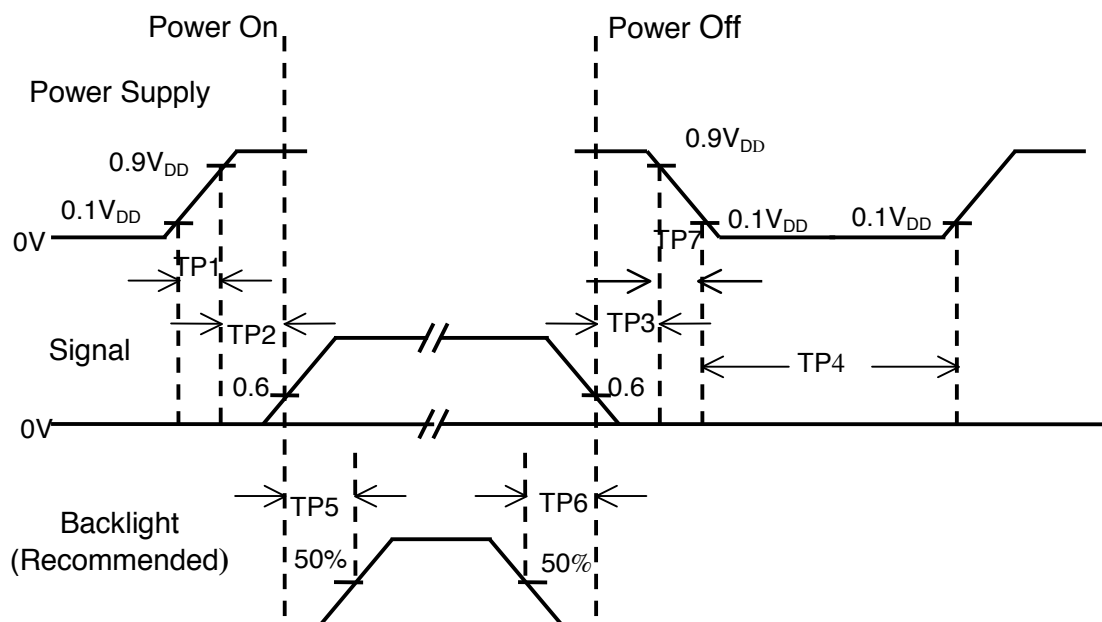 Power On
Power Off
Power Supply
0.9VDD
0.9VDD
0.1VDD
0.1VDD
0.1VDD
0V
TP7
TP1
TP2
TP3
Signal
TP4
0.6
0.6
0V
TP5
TP6
Backlight
(Recommended)
50%
50%